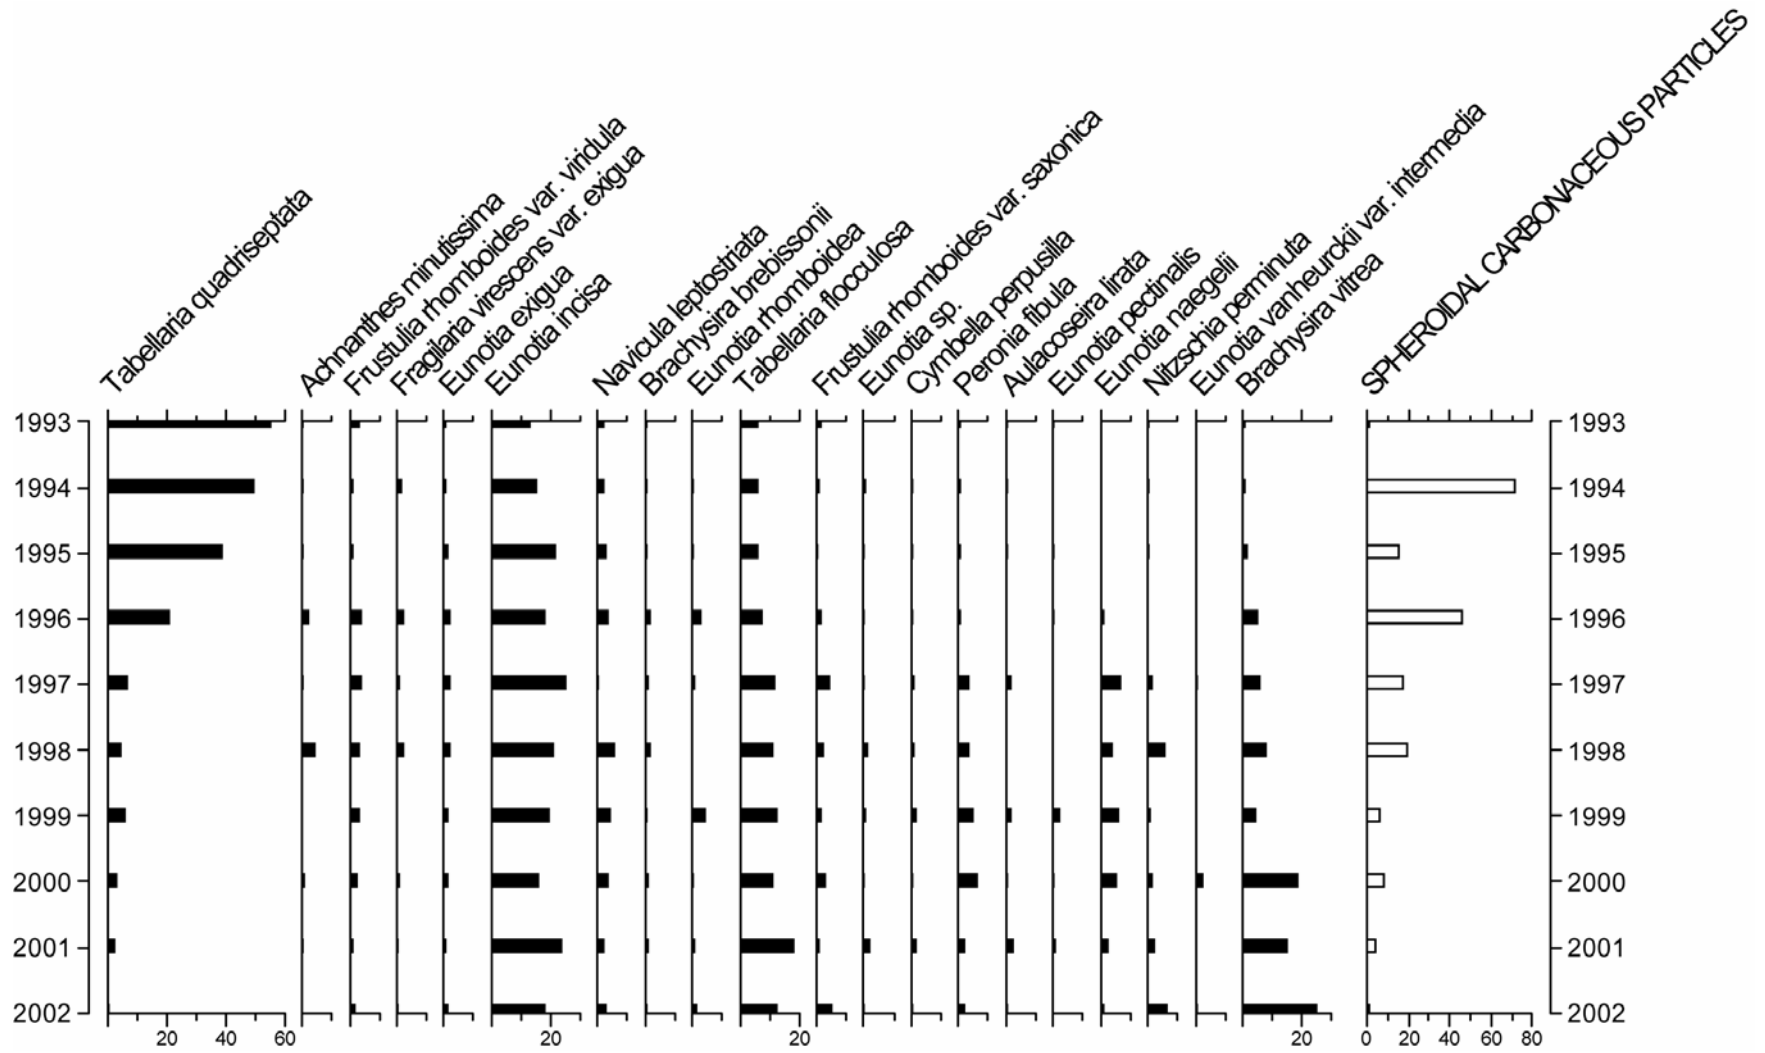 Tabellaria quadriseptata
Achnanthes minutissima
Frustulia rhomboides var. viridula
Fragilaria virescens var. exigua
Eunotia exigua
Eunotia incisa
Navicula leptostriata
Brachysira brebissonii
Eunotia rhomboidea
Tabellaria flocculosa
Frustulia rhomboides var. saxonica
Eunotia sp.
Cymbella perpusilla
Peronia fibula
Aulacoseira lirata
Eunotia pectinalis
Eunotia naegelii
Nitzschia perminuta
Eunotia vanheurckii var. intermedia
Brachysira vitrea
SPHEROIDAL CARBONACEOUS PARTICLES
1993 1993
1994 1994
1995 1995
1996 1996
1997 1997
1998 1998
1999 1999
2000 2000
2001 2001
2002 2002
20 40 60 20 20 20 0 20 40 60 80